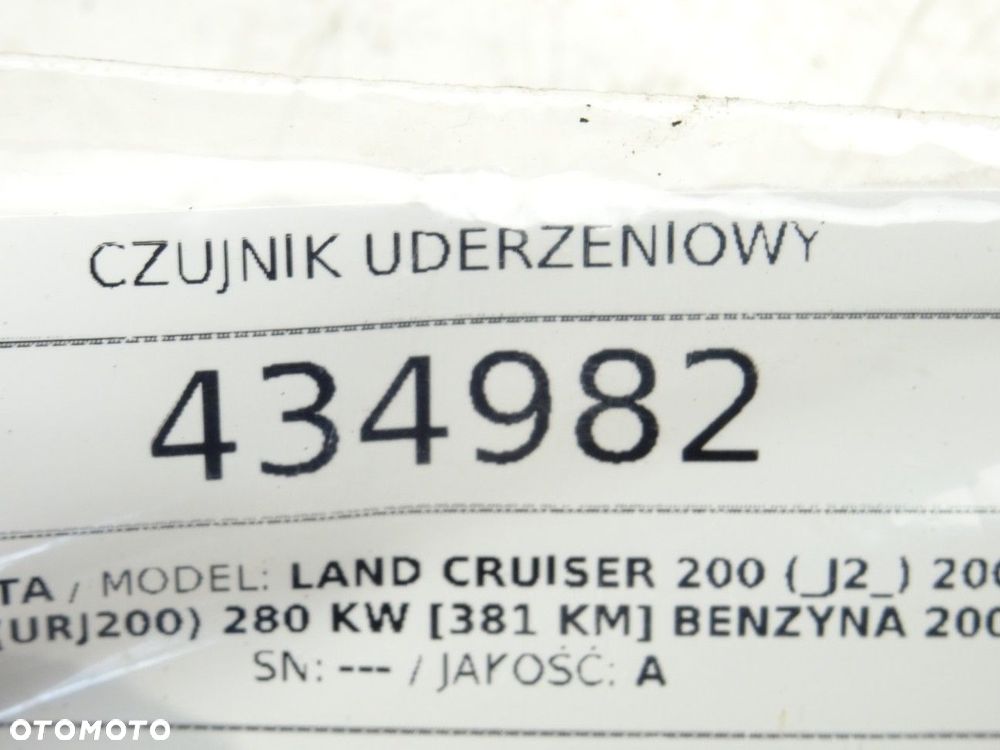 CZUJNIK UDERZENIOWY
434982
TA / MODEL: LAND CRUISER 200 (_J2_) 200
(URJ200) 280 KW [381 KM] BENZYNA 200
SN: --- / JAKOŚĆ: A
OTOMOTO